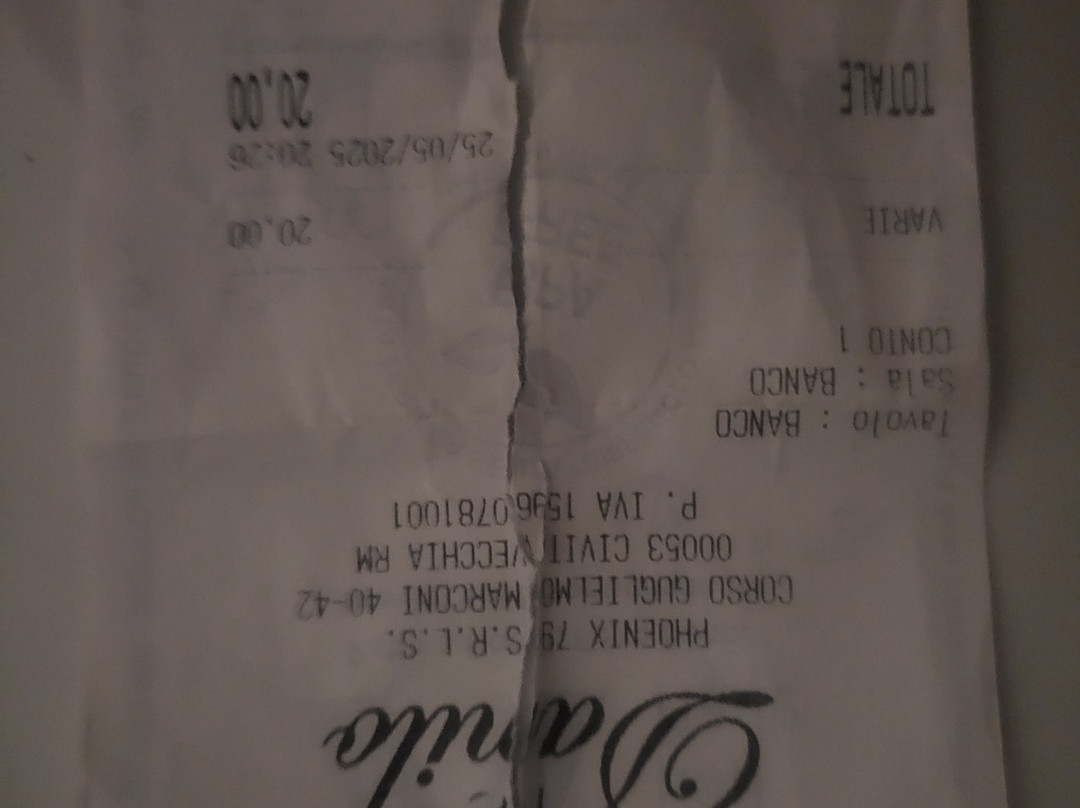 Danilo
PHOENIX 79 S.R.L.S.
CORSO GUGLIELMO MARCONI 40-42
00053 CIVITAVECCHIA RM
P. IVA 15960781001
Tavolo : BANCO
Sala : BANCO
CONTO 1
VARIE 20,00
25/05/2025 20:26
TOTALE 20,00